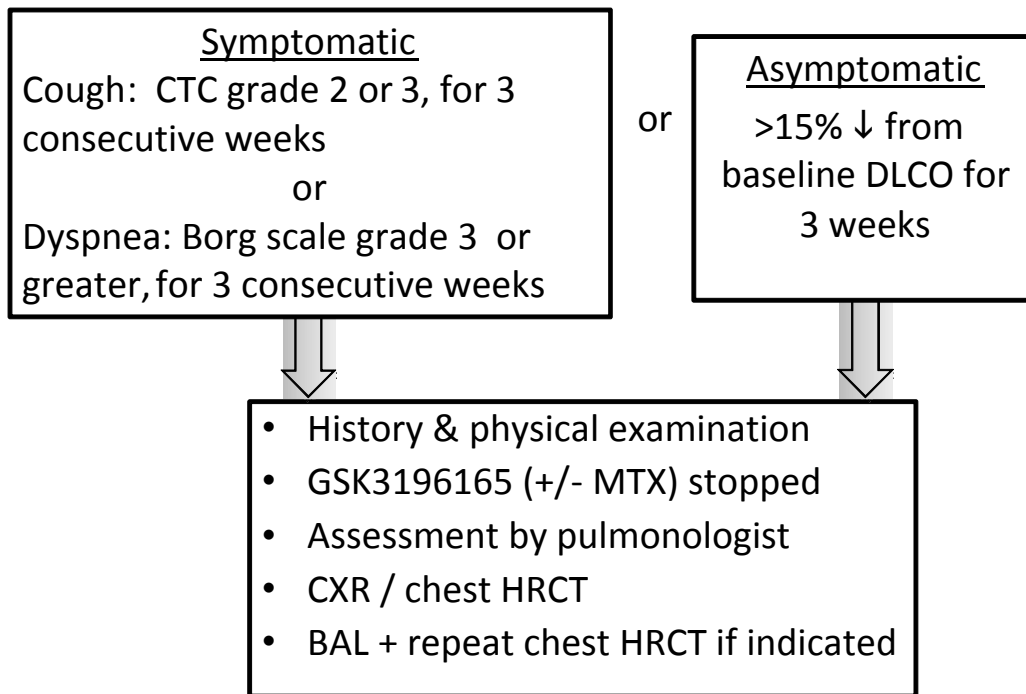 Symptomatic
Cough: CTC grade 2 or 3, for 3
consecutive weeks
or
Dyspnea: Borg scale grade 3 or
greater, for 3 consecutive weeks
or
Asymptomatic
>15% ↓ from
baseline DLCO for
3 weeks
• History & physical examination
• GSK3196165 (+/- MTX) stopped
• Assessment by pulmonologist
• CXR / chest HRCT
• BAL + repeat chest HRCT if indicated